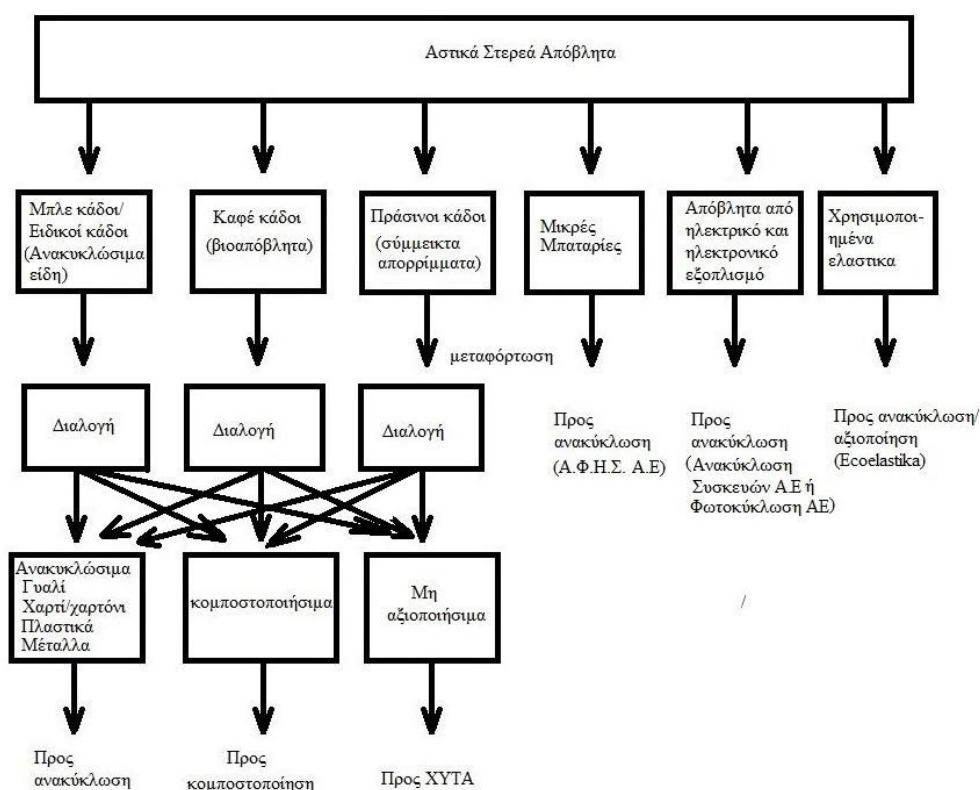 Αστικά Στερεά Απόβλητα
Μπλε κάδοι/
Ειδικοί κάδοι
(Ανακυκλώσιμα
είδη)
Καφέ κάδοι
(βιοαπόβλητα)
Πράσινοι κάδοι
(σύμμεικτα
απορρίμματα)
Μικρές
Μπαταρίες
Απόβλητα από
ηλεκτρικό και
ηλεκτρονικό
εξοπλισμό
Χρησιμοποι-
ημένα
ελαστικα
μεταφόρτωση
Διαλογή
Διαλογή
Διαλογή
Προς
ανακύκλωση
(Α.Φ.Η.Σ. Α.Ε)
Προς
ανακύκλωση
(Ανακύκλωση
Συσκευών Α.Ε ή
Φωτοκύκλωση ΑΕ)
Προς ανακύκλωση/
αξιοποίηση
(Ecoelastika)
Ανακυκλώσιμα
Γυαλί
Χαρτί/χαρτόνι
Πλαστικά
Μέταλλα
κομποστοποιήσιμα
Μη
αξιοποιήσιμα
/
Προς
ανακύκλωση
Προς
κομποστοποίηση
Προς ΧΥΤΑ